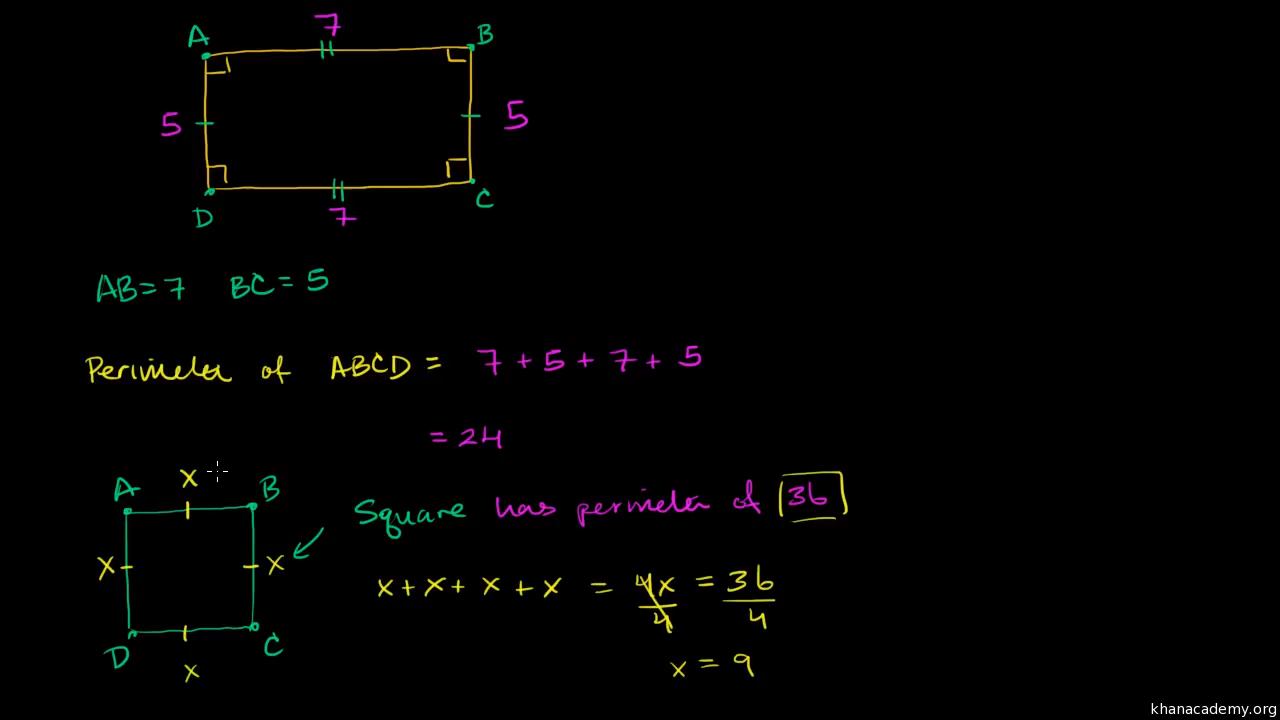 7
A B
5 5
D C
7
AB = 7 BC = 5
Perimeter of ABCD = 7 + 5 + 7 + 5
= 24
x
A B
Square has perimeter of 36
x x
x + x + x + x = 4x = 36
4 4
D C
x
x = 9
khanacademy.org